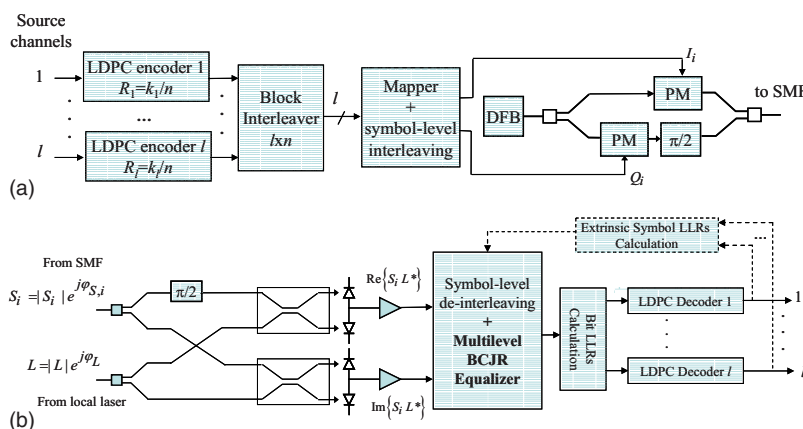 Source
channels
1
LDPC encoder 1
R1=k1/n
...
l
LDPC encoder l
Rl=kl/n
Block
Interleaver
lxn
l
Mapper
+
symbol-level
interleaving
Ii
Qi
DFB
PM
PM
π/2
to SMF
(a)
From SMF
Si =|Si | e^jφS,i
π/2
L=|L| e^jφL
From local laser
Re{Si L*}
Im{Si L*}
Symbol-level
de-interleaving
+
Multilevel
BCJR
Equalizer
Extrinsic Symbol LLRs
Calculation
...
Bit LLRs
Calculation
LDPC Decoder 1
1
LDPC Decoder l
(b)